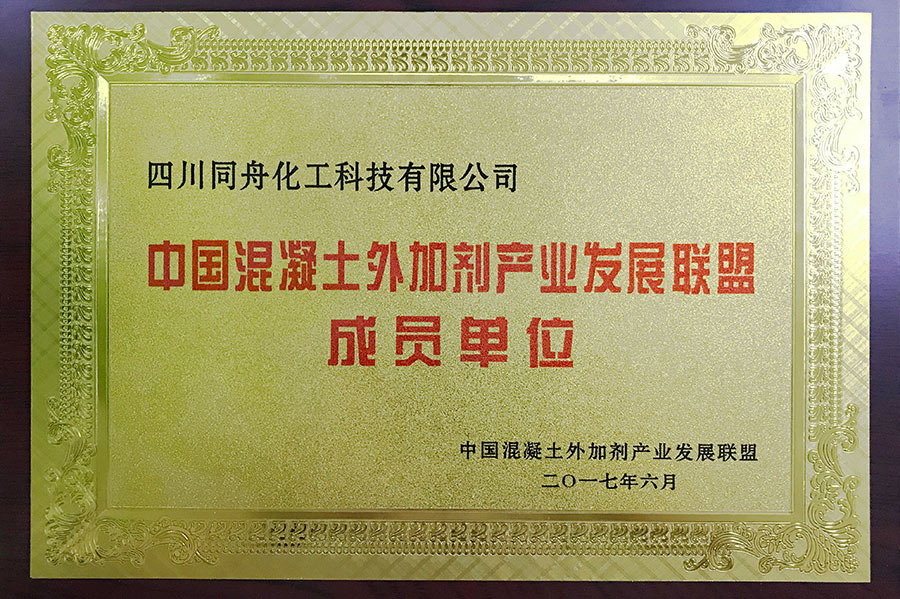 四川同舟化工科技有限公司
中国混凝土外加剂产业发展联盟
成员单位
中国混凝土外加剂产业发展联盟
二〇一七年六月